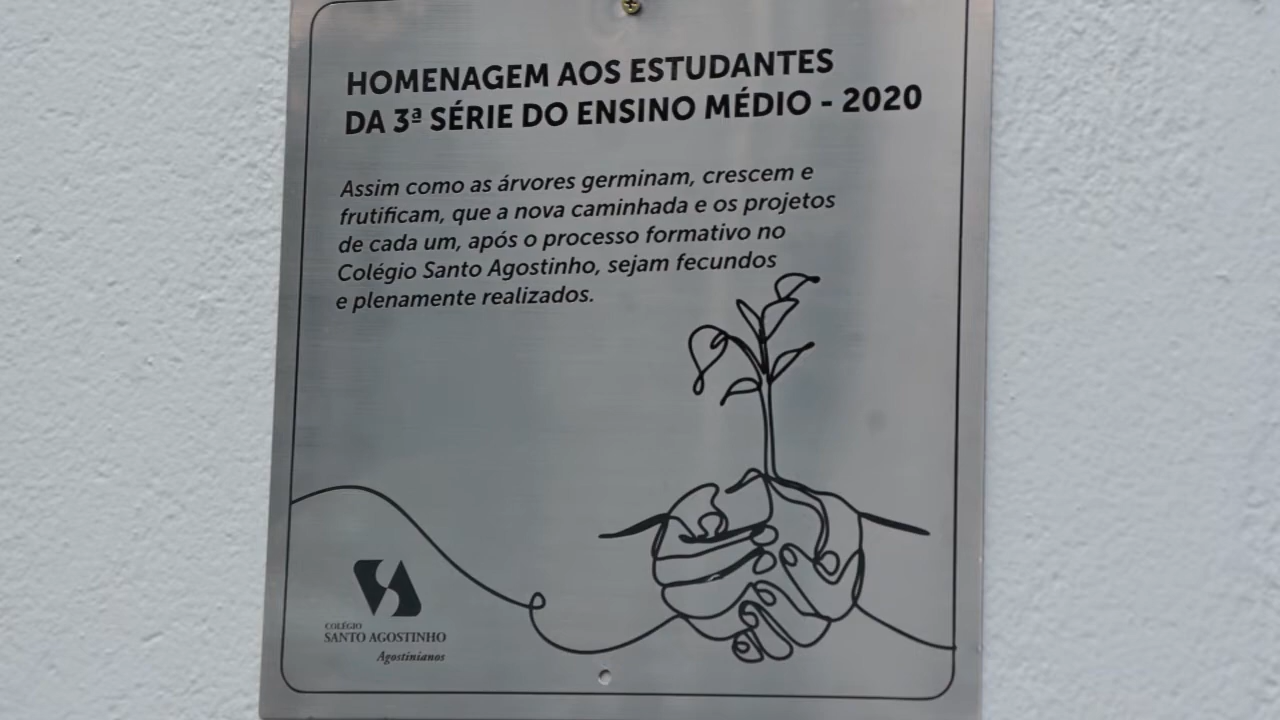 HOMENAGEM AOS ESTUDANTES
DA 3ª SÉRIE DO ENSINO MÉDIO - 2020
Assim como as árvores germinam, crescem e
frutificam, que a nova caminhada e os projetos
de cada um, após o processo formativo no
Colégio Santo Agostinho, sejam fecundos
e plenamente realizados.
COLÉGIO
SANTO AGOSTINHO
Agostinianos